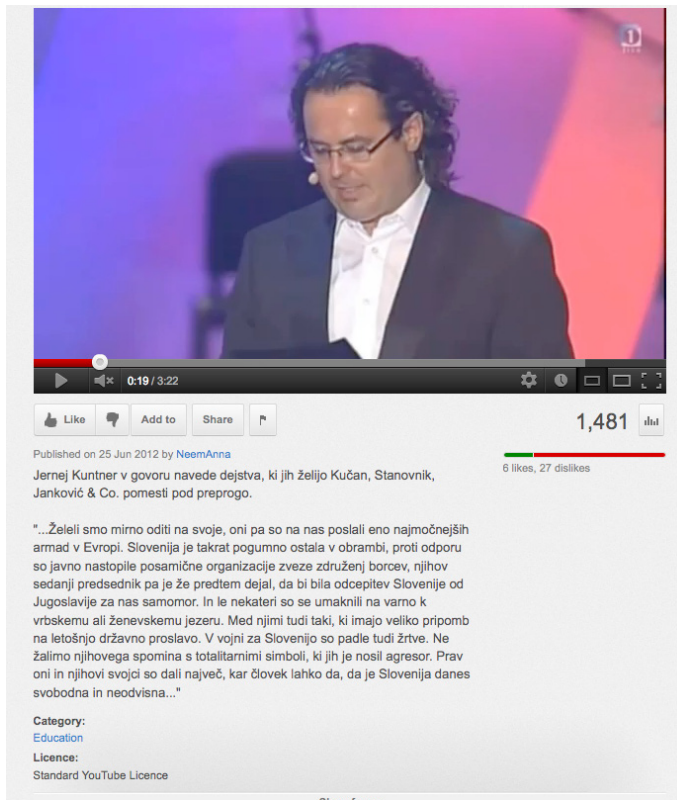 1
0:19 / 3:22
Like
Add to
Share
1,481
Published on 25 Jun 2012 by NeemAnna
6 likes, 27 dislikes
Jernej Kuntner v govoru navede dejstva, ki jih želijo Kučan, Stanovnik,
Janković & Co. pomesti pod preprogo.
"...Želeli smo mirno oditi na svoje, oni pa so na nas poslali eno najmočnejših
armad v Evropi. Slovenija je takrat pogumno ostala v obrambi, proti odporu
so javno nastopile posamične organizacije zveze združenj borcev, njihov
sedanji predsednik pa je že predtem dejal, da bi bila odcepitev Slovenije od
Jugoslavije za nas samomor. In le nekateri so se umaknili na varno k
vrbskemu ali ženevskemu jezeru. Med njimi tudi taki, ki imajo veliko pripomb
na letošnjo državno proslavo. V vojni za Slovenijo so padle tudi žrtve. Ne
žalimo njihovega spomina s totalitarnimi simboli, ki jih je nosil agresor. Prav
oni in njihovi svojci so dali največ, kar človek lahko da, da je Slovenija danes
svobodna in neodvisna..."
Category:
Education
Licence:
Standard YouTube Licence